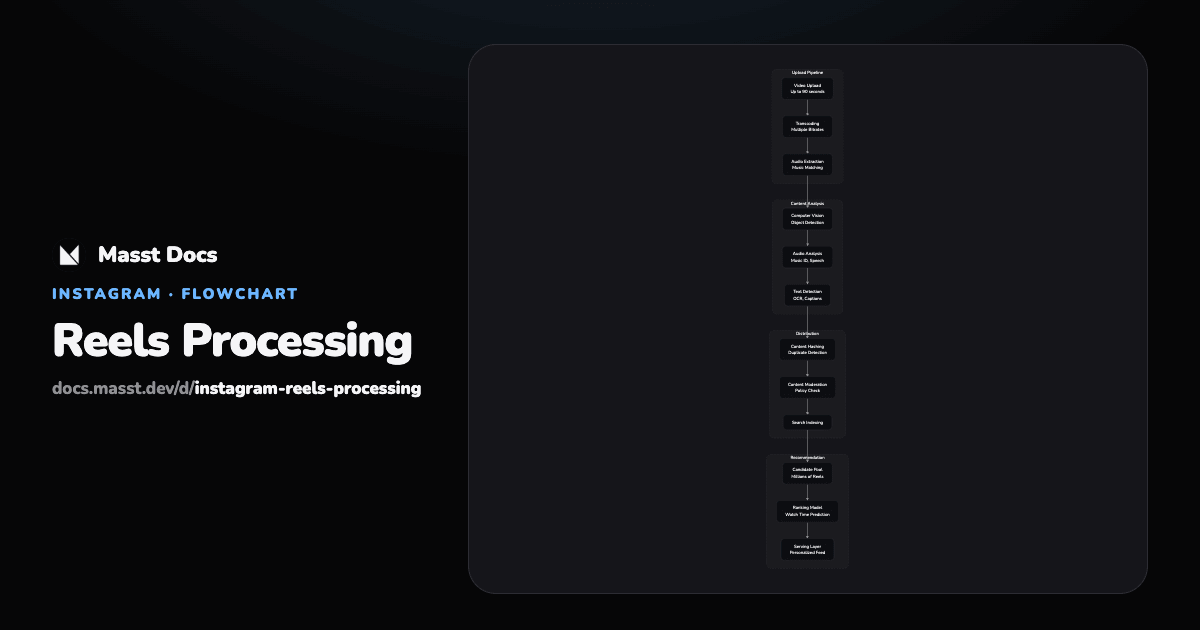 Masst Docs
INSTAGRAM · FLOWCHART
Reels Processing
docs.masst.dev/d/instagram-reels-processing
Upload Pipeline
Video Upload
Up to 90 seconds
Transcoding
Multiple Bitrates
Audio Extraction
Music Matching
Content Analysis
Computer Vision
Object Detection
Audio Analysis
Music ID, Speech
Text Detection
OCR, Captions
Distribution
Content Hashing
Duplicate Detection
Content Moderation
Policy Check
Search Indexing
Recommendation
Candidate Pool
Millions of Reels
Ranking Model
Watch Time Prediction
Serving Layer
Personalized Feed